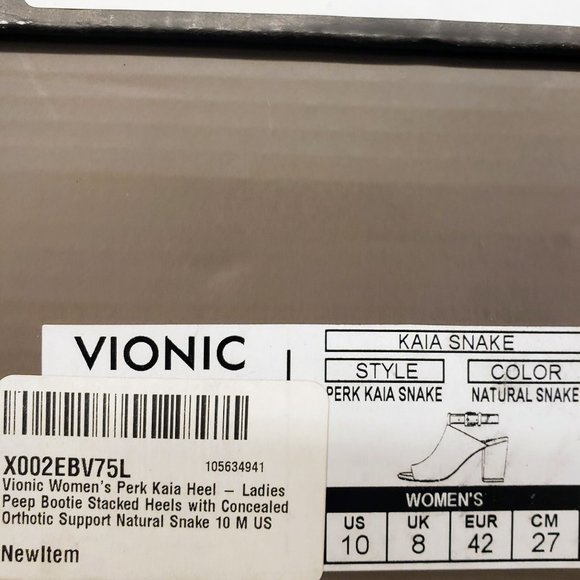 VIONIC
KAIA SNAKE
STYLE COLOR
PERK KAIA SNAKE NATURAL SNAKE
WOMEN'S
US UK EUR CM
10 8 42 27
X002EBV75L 105634941
Vionic Women's Perk Kaia Heel – Ladies
Peep Bootie Stacked Heels with Concealed
Orthotic Support Natural Snake 10 M US
NewItem